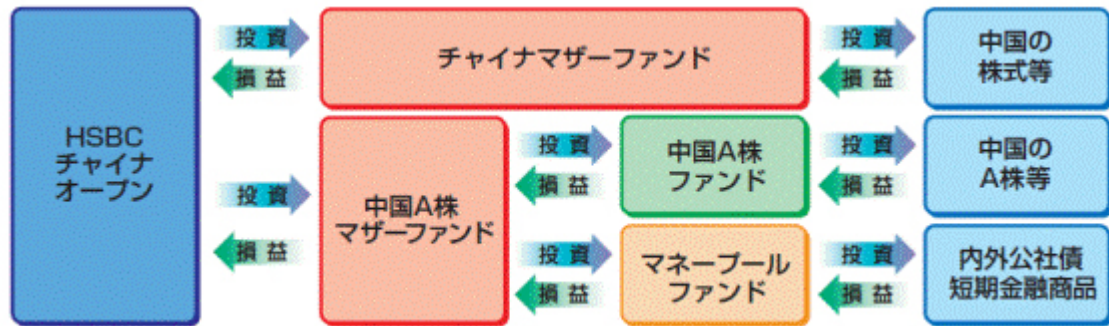 HSBC
チャイナ
オープン
投資
損益
チャイナマザーファンド
投資
損益
中国の
株式等
投資
損益
中国A株
マザーファンド
投資
損益
中国A株
ファンド
投資
損益
中国の
A株等
投資
損益
マネープール
ファンド
投資
損益
内外公社債
短期金融商品